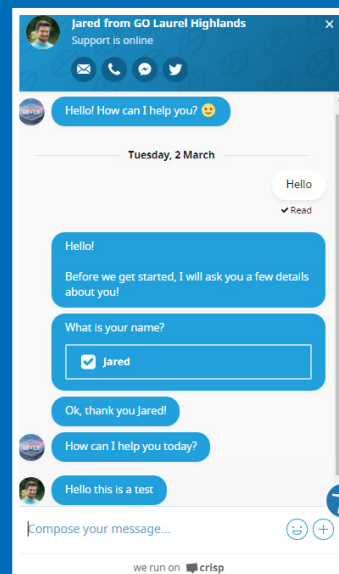 Jared from GO Laurel Highlands
Support is online
Hello! How can I help you? 🙂
Tuesday, 2 March
Hello
✔ Read
Hello!
Before we get started, I will ask you a few details
about you!
What is your name?
Jared
Ok, thank you Jared!
How can I help you today?
Hello this is a test
Compose your message...
we run on crisp